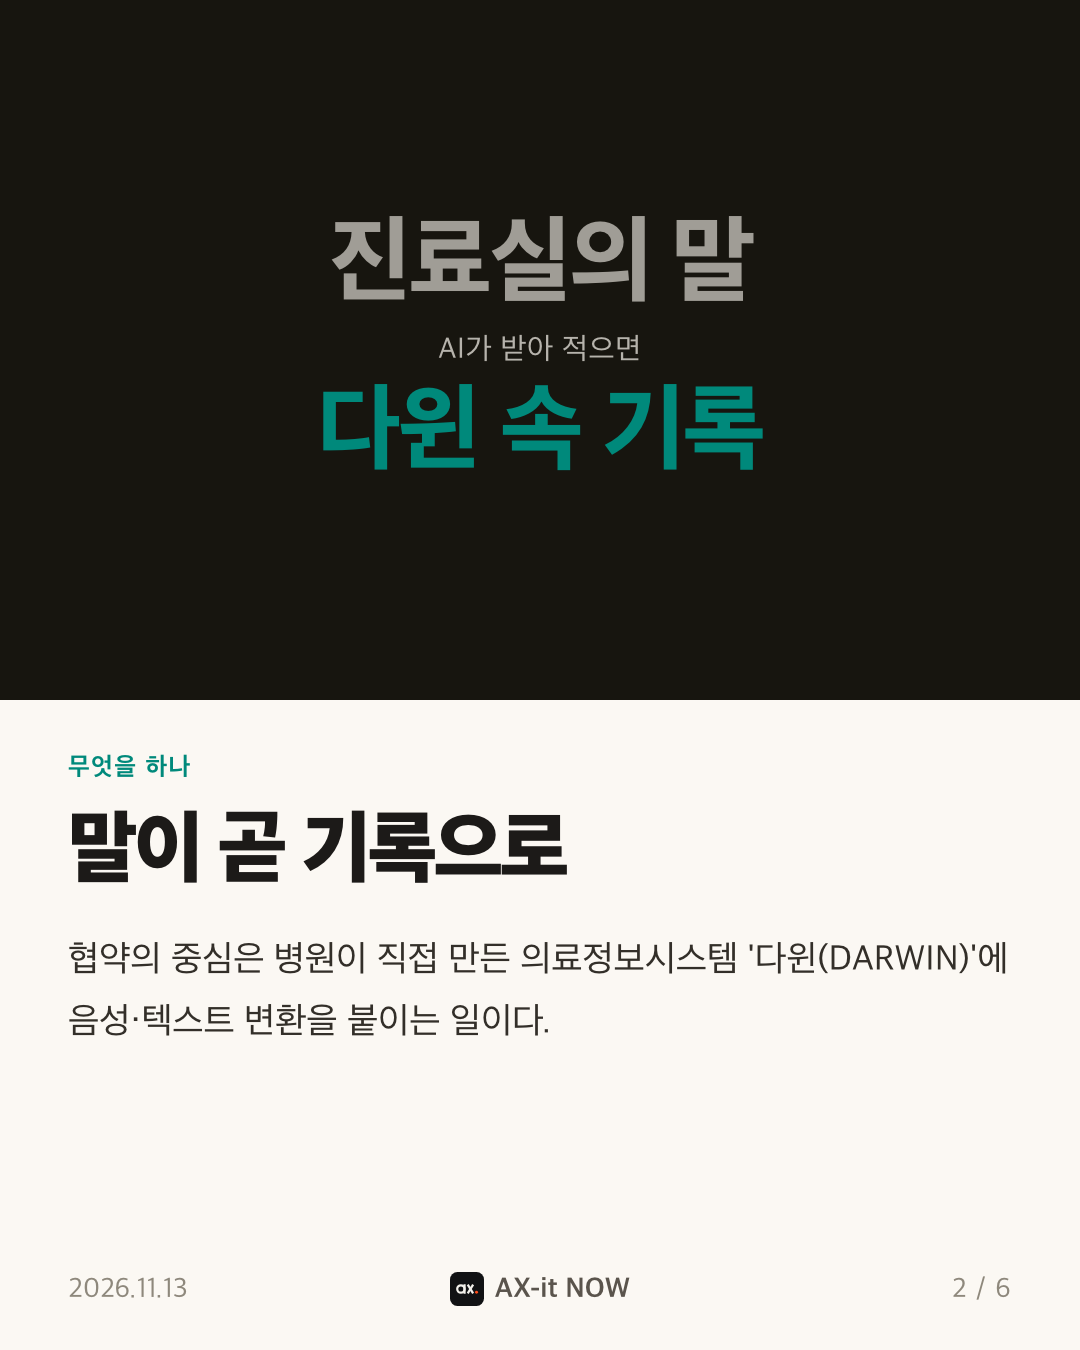 진료실의 말
AI가 받아 적으면
다윈 속 기록
무엇을 하나
말이 곧 기록으로
협약의 중심은 병원이 직접 만든 의료정보시스템 '다윈(DARWIN)'에
음성·텍스트 변환을 붙이는 일이다.
2026.11.13
ax. AX-it NOW
2 / 6